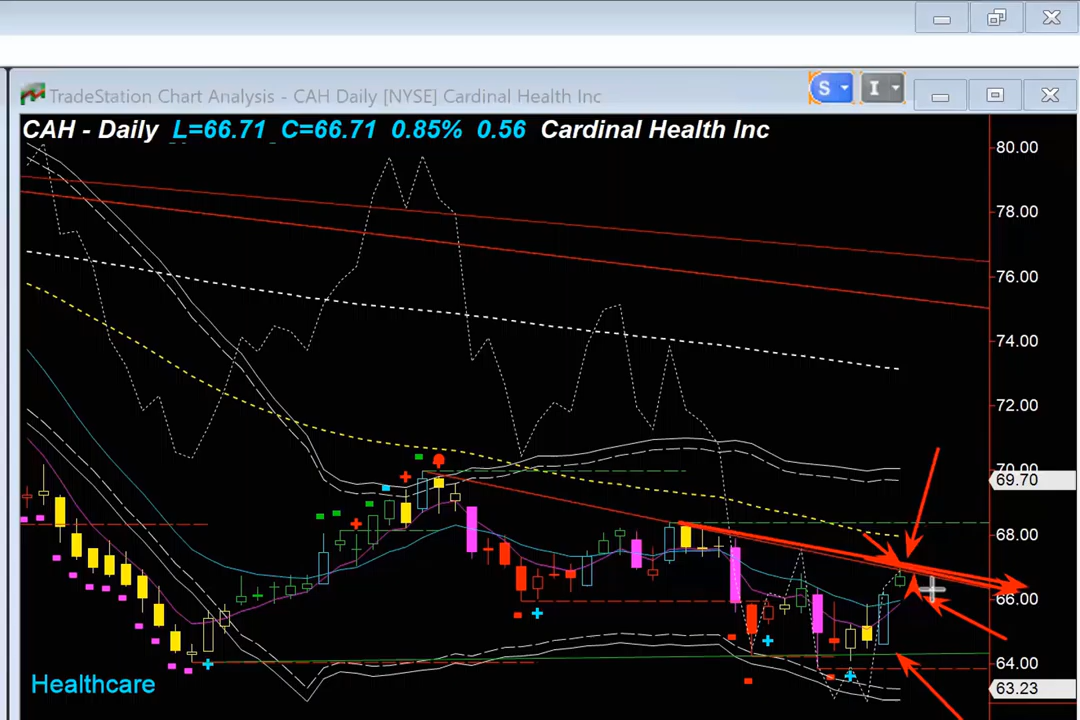 TradeStation Chart Analysis - CAH Daily [NYSE] Cardinal Health Inc
S
I
CAH - Daily L=66.71 C=66.71 0.85% 0.56 Cardinal Health Inc
80.00
78.00
76.00
74.00
72.00
70.00
69.70
68.00
66.00
64.00
63.23
Healthcare